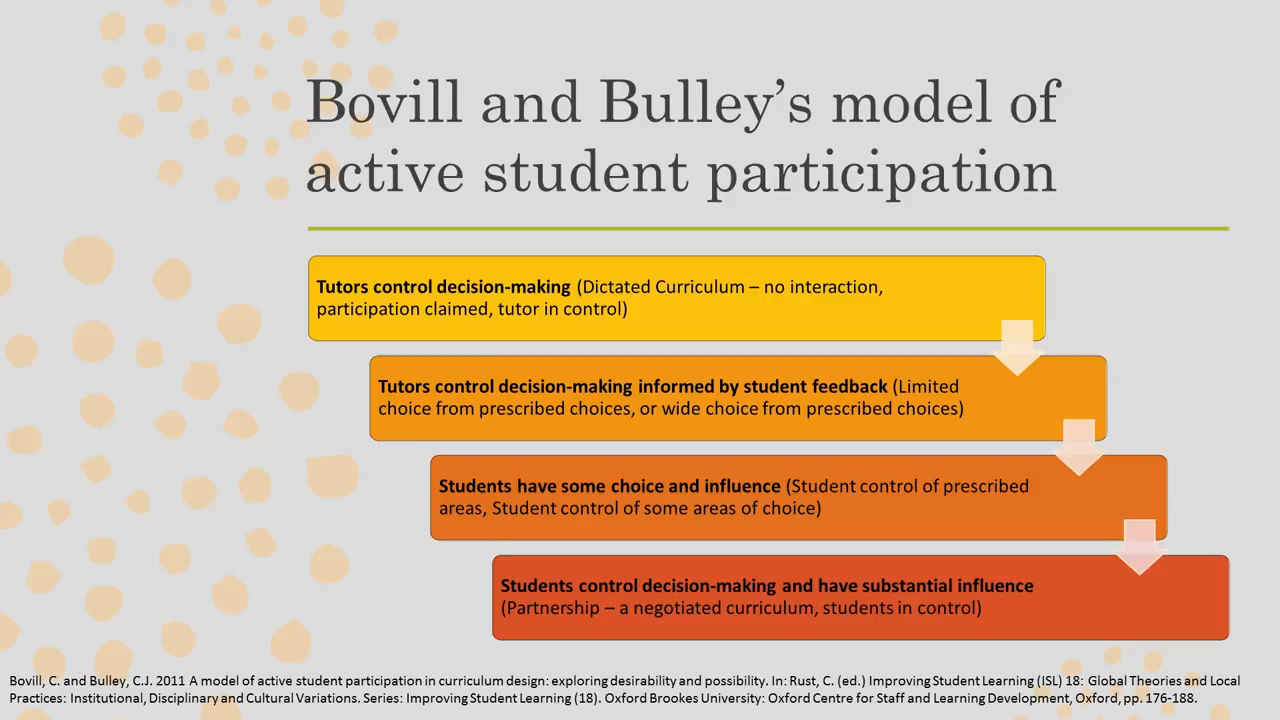 Bovill and Bulley’s model of
active student participation
Tutors control decision-making (Dictated Curriculum – no interaction,
participation claimed, tutor in control)
Tutors control decision-making informed by student feedback (Limited
choice from prescribed choices, or wide choice from prescribed choices)
Students have some choice and influence (Student control of prescribed
areas, Student control of some areas of choice)
Students control decision-making and have substantial influence
(Partnership – a negotiated curriculum, students in control)
Bovill, C. and Bulley, C.J. 2011 A model of active student participation in curriculum design: exploring desirability and possibility. In: Rust, C. (ed.) Improving Student Learning (ISL) 18: Global Theories and Local
Practices: Institutional, Disciplinary and Cultural Variations. Series: Improving Student Learning (18). Oxford Brookes University: Oxford Centre for Staff and Learning Development, Oxford, pp. 176-188.